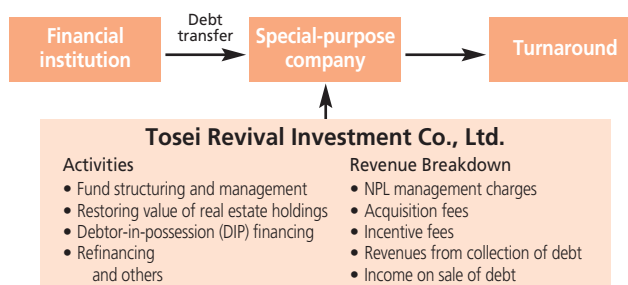 Financial
institution
Debt
transfer
Special-purpose
company
Turnaround
Tosei Revival Investment Co., Ltd.
Activities
• Fund structuring and management
• Restoring value of real estate holdings
• Debtor-in-possession (DIP) financing
• Refinancing
and others
Revenue Breakdown
• NPL management charges
• Acquisition fees
• Incentive fees
• Revenues from collection of debt
• Income on sale of debt